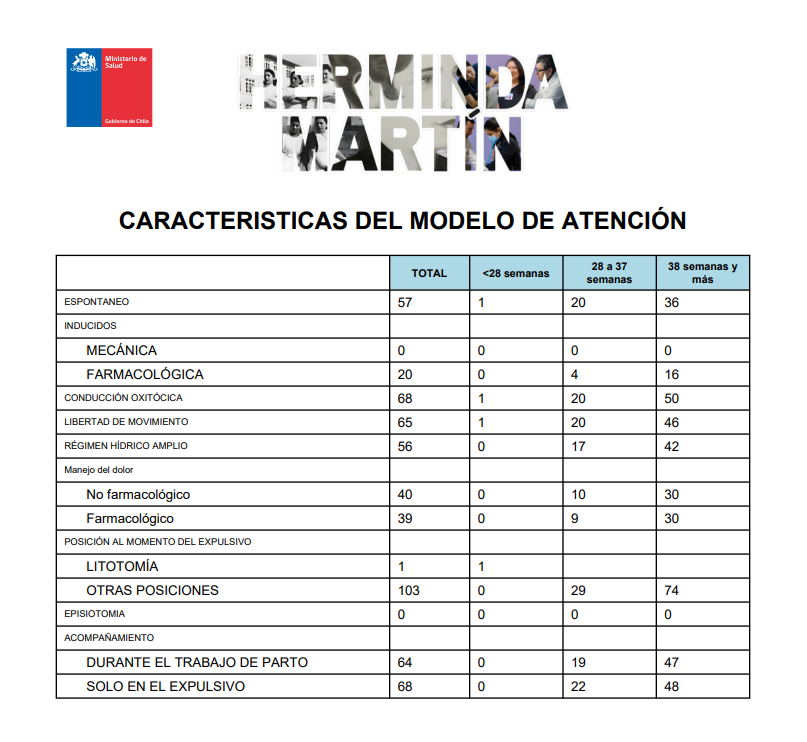 Ministerio de
Salud
Gobierno de Chile
HERMINDA
MARTÍN
CARACTERISTICAS DEL MODELO DE ATENCIÓN
TOTAL <28 semanas 28 a 37 semanas 38 semanas y más
ESPONTANEO 57 1 20 36
INDUCIDOS
MECÁNICA 0 0 0 0
FARMACOLÓGICA 20 0 4 16
CONDUCCIÓN OXITÓCICA 68 1 20 50
LIBERTAD DE MOVIMIENTO 65 1 20 46
RÉGIMEN HÍDRICO AMPLIO 56 0 17 42
Manejo del dolor
No farmacológico 40 0 10 30
Farmacológico 39 0 9 30
POSICIÓN AL MOMENTO DEL EXPULSIVO
LITOTOMÍA 1 1
OTRAS POSICIONES 103 0 29 74
EPISIOTOMIA 0 0 0 0
ACOMPAÑAMIENTO
DURANTE EL TRABAJO DE PARTO 64 0 19 47
SOLO EN EL EXPULSIVO 68 0 22 48